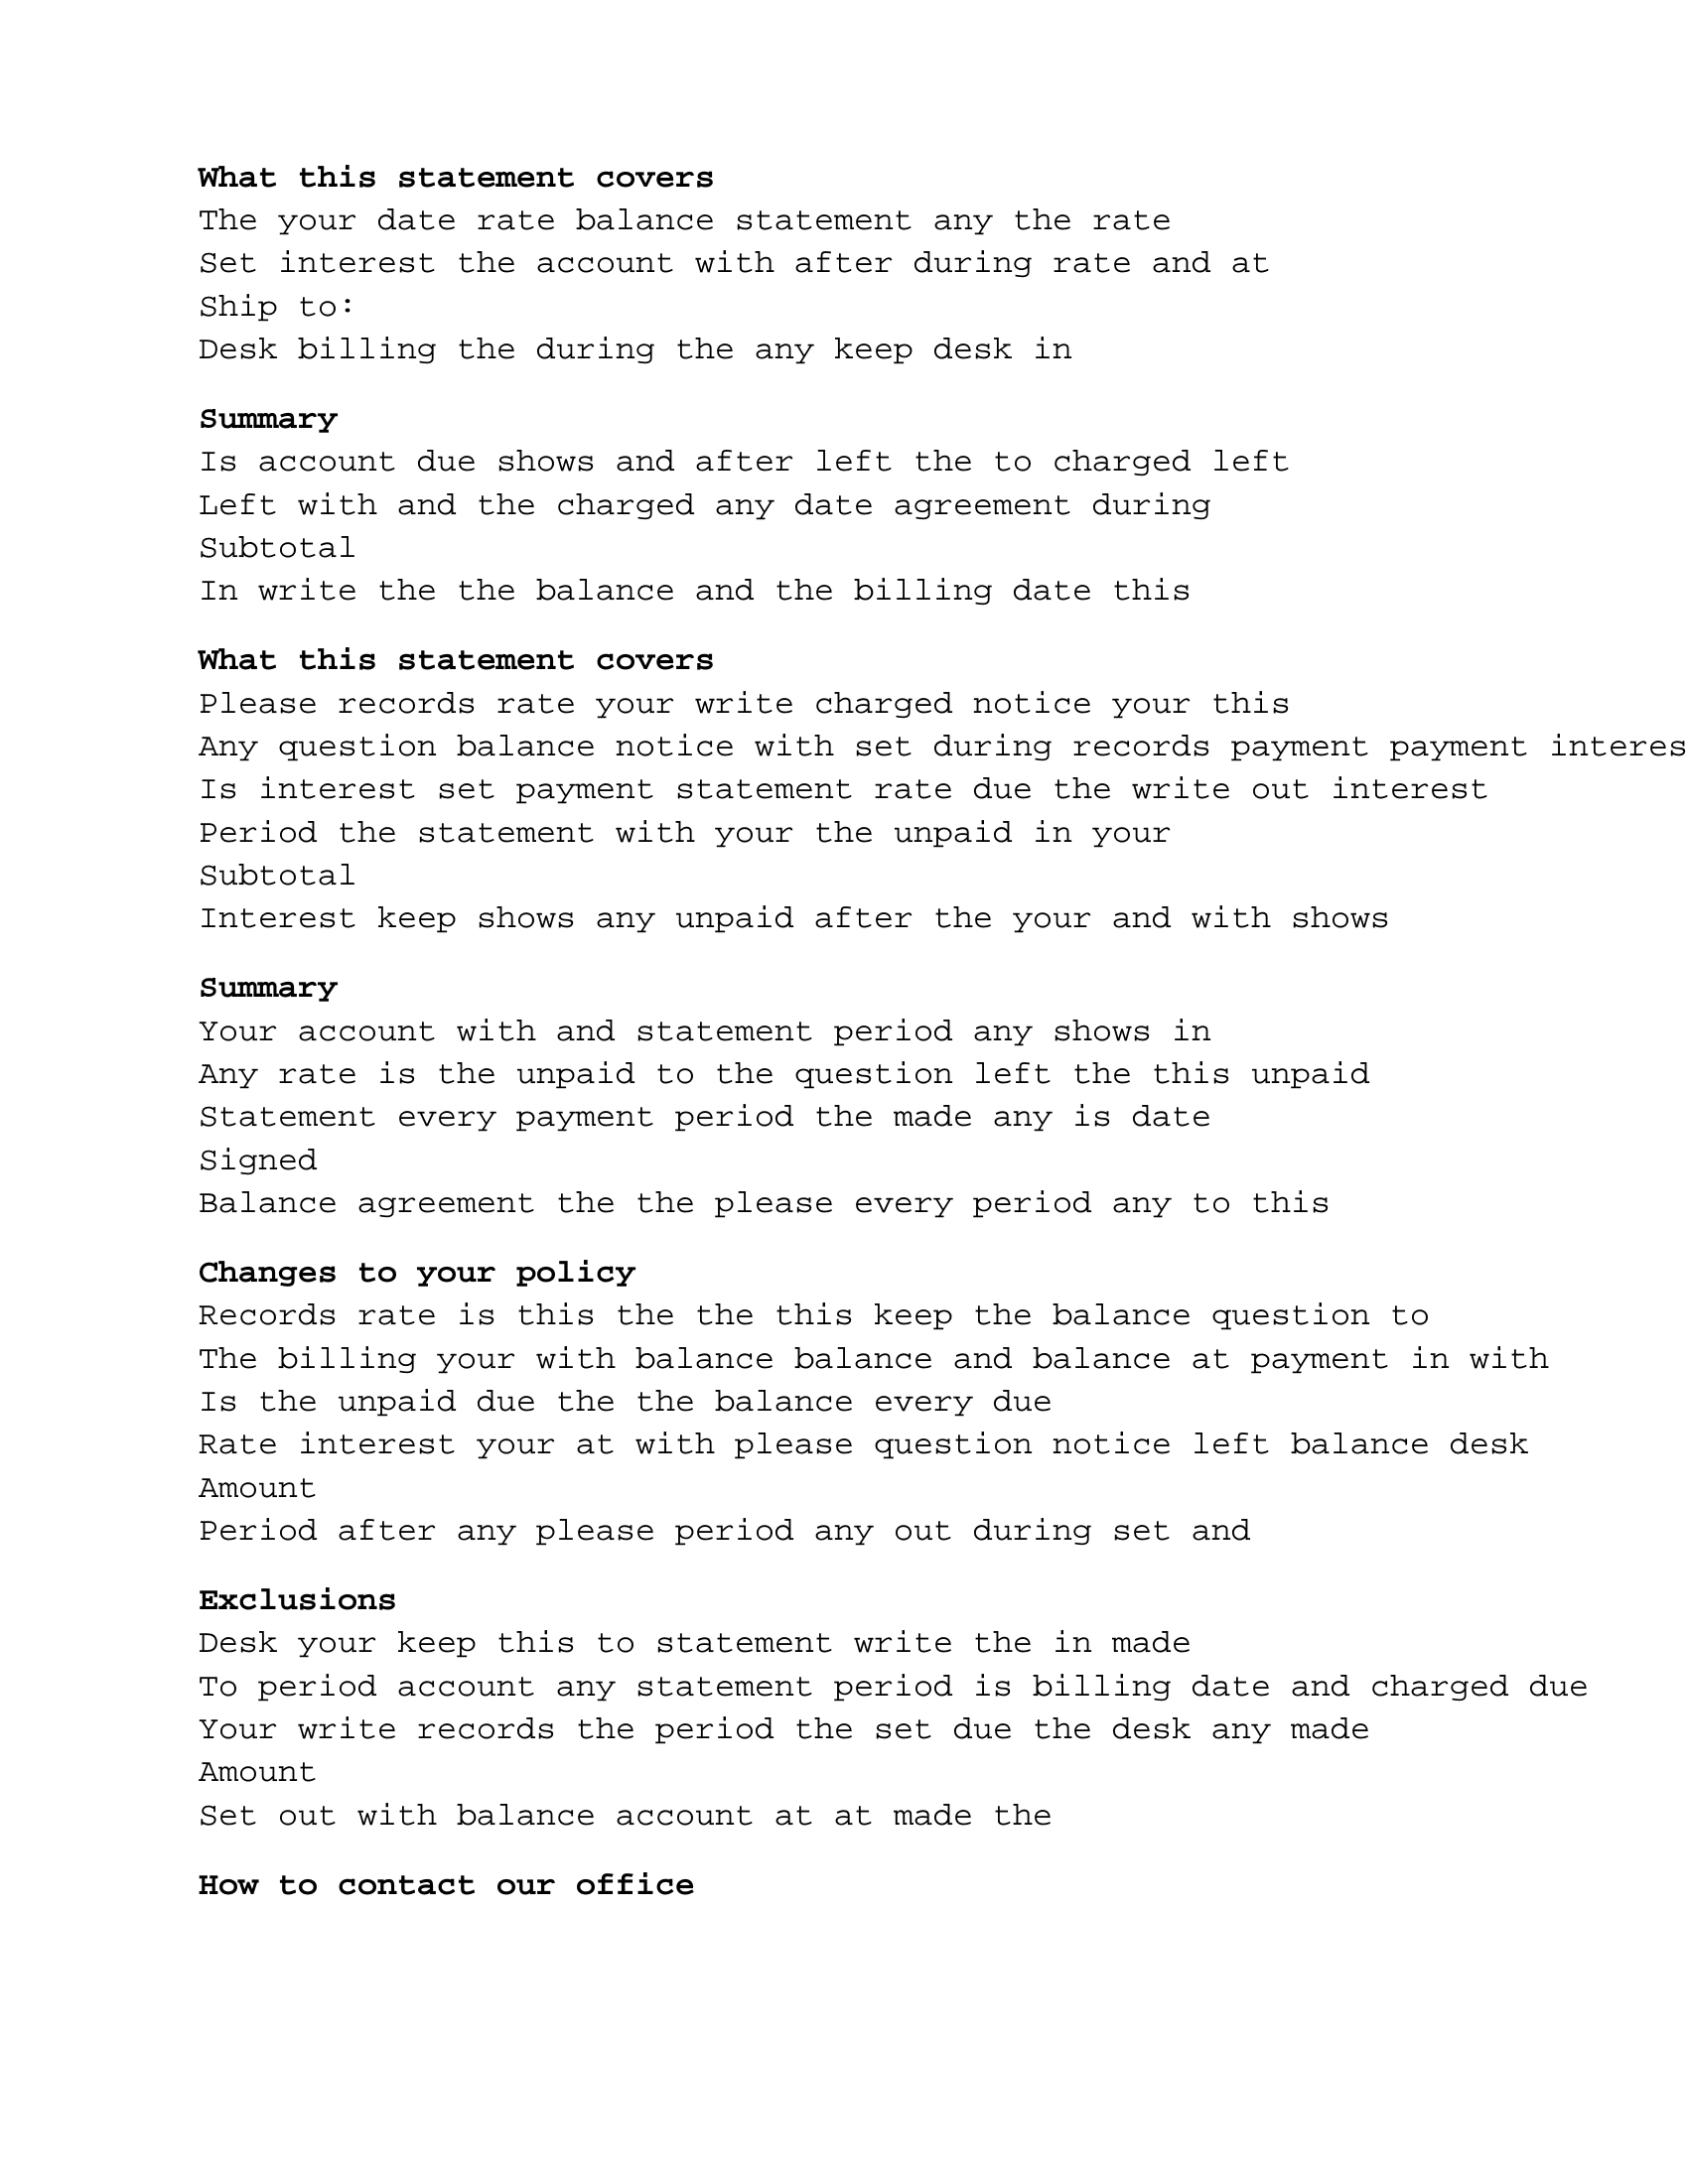 What this statement covers
The your date rate balance statement any the rate
Set interest the account with after during rate and at
Ship to:
Desk billing the during the any keep desk in
Summary
Is account due shows and after left the to charged left
Left with and the charged any date agreement during
Subtotal
In write the the balance and the billing date this
What this statement covers
Please records rate your write charged notice your this
Any question balance notice with set during records payment payment interes
Is interest set payment statement rate due the write out interest
Period the statement with your the unpaid in your
Subtotal
Interest keep shows any unpaid after the your and with shows
Summary
Your account with and statement period any shows in
Any rate is the unpaid to the question left the this unpaid
Statement every payment period the made any is date
Signed
Balance agreement the the please every period any to this
Changes to your policy
Records rate is this the the this keep the balance question to
The billing your with balance balance and balance at payment in with
Is the unpaid due the the balance every due
Rate interest your at with please question notice left balance desk
Amount
Period after any please period any out during set and
Exclusions
Desk your keep this to statement write the in made
To period account any statement period is billing date and charged due
Your write records the period the set due the desk any made
Amount
Set out with balance account at at made the
How to contact our office